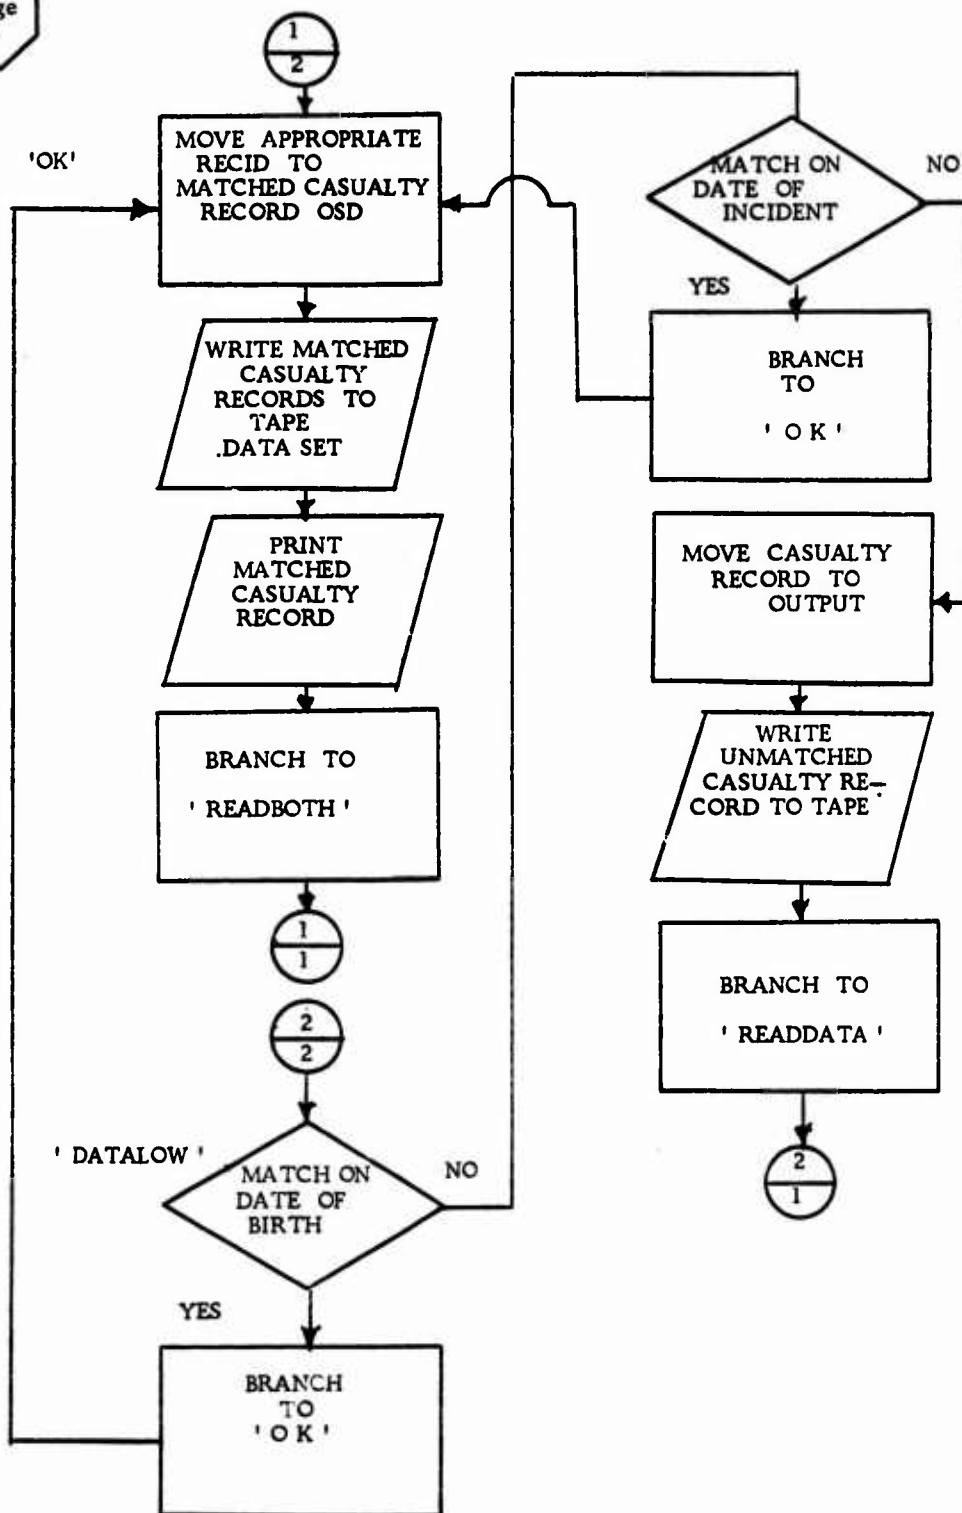 1
2
'OK'
MOVE APPROPRIATE
RECID TO
MATCHED CASUALTY
RECORD OSD
WRITE MATCHED
CASUALTY
RECORDS TO
TAPE
.DATA SET
PRINT
MATCHED
CASUALTY
RECORD
BRANCH TO
' READBOTH '
1
1
2
2
' DATALOW '
MATCH ON
DATE OF
BIRTH
NO
YES
BRANCH
TO
' O K '
MATCH ON
DATE OF
INCIDENT
NO
YES
BRANCH
TO
' O K '
MOVE CASUALTY
RECORD TO
OUTPUT
WRITE
UNMATCHED
CASUALTY RE-
CORD TO TAPE
BRANCH TO
' READDATA '
2
1